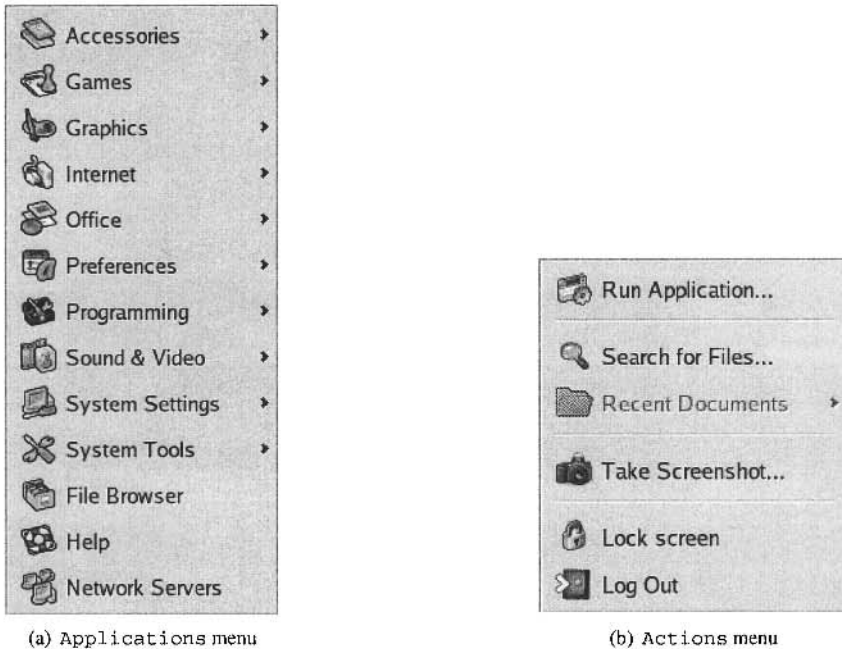 Accessories
Games
Graphics
Internet
Office
Preferences
Programming
Sound & Video
System Settings
System Tools
File Browser
Help
Network Servers
(a) Applications menu
Run Application...
Search for Files...
Recent Documents
Take Screenshot...
Lock screen
Log Out
(b) Actions menu